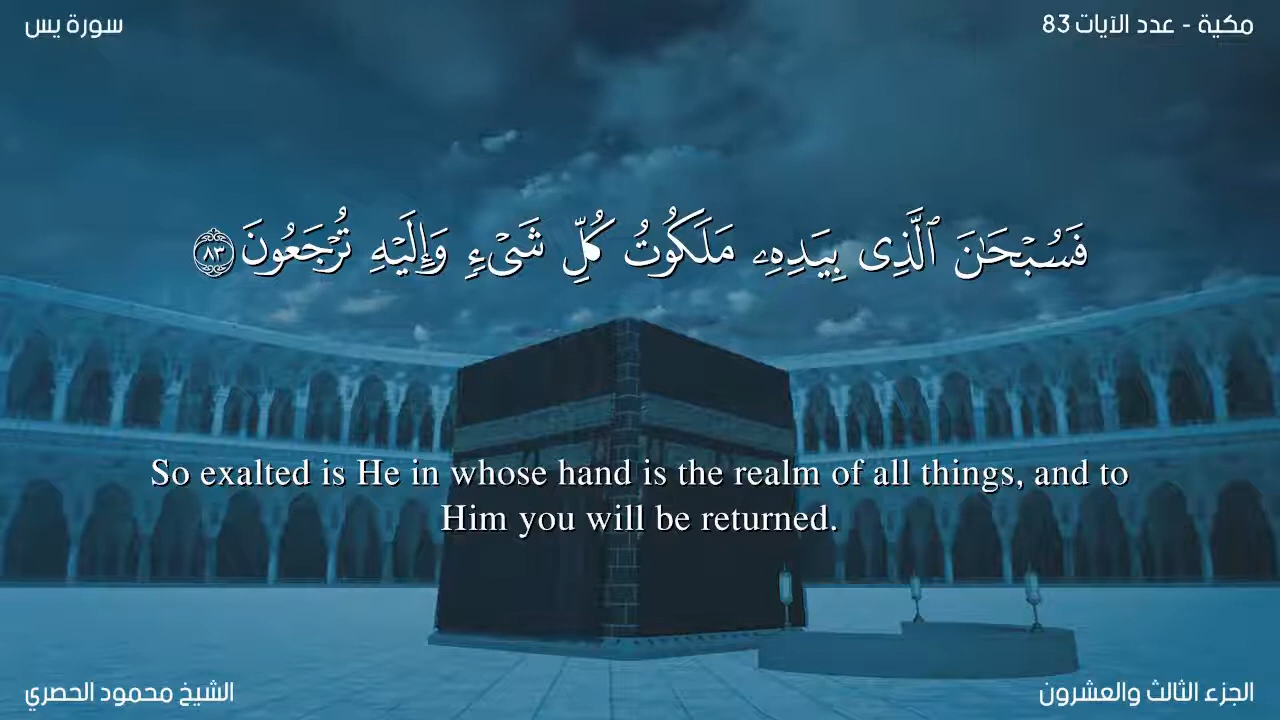 سورة يس
مكية - عدد الآيات 83
فَسُبْحَٰنَ ٱلَّذِى بِيَدِهِۦ مَلَكُوتُ كُلِّ شَىْءٍ وَإِلَيْهِ تُرْجَعُونَ ٨٣
So exalted is He in whose hand is the realm of all things, and to
Him you will be returned.
الشيخ محمود الحصري
الجزء الثالث والعشرون